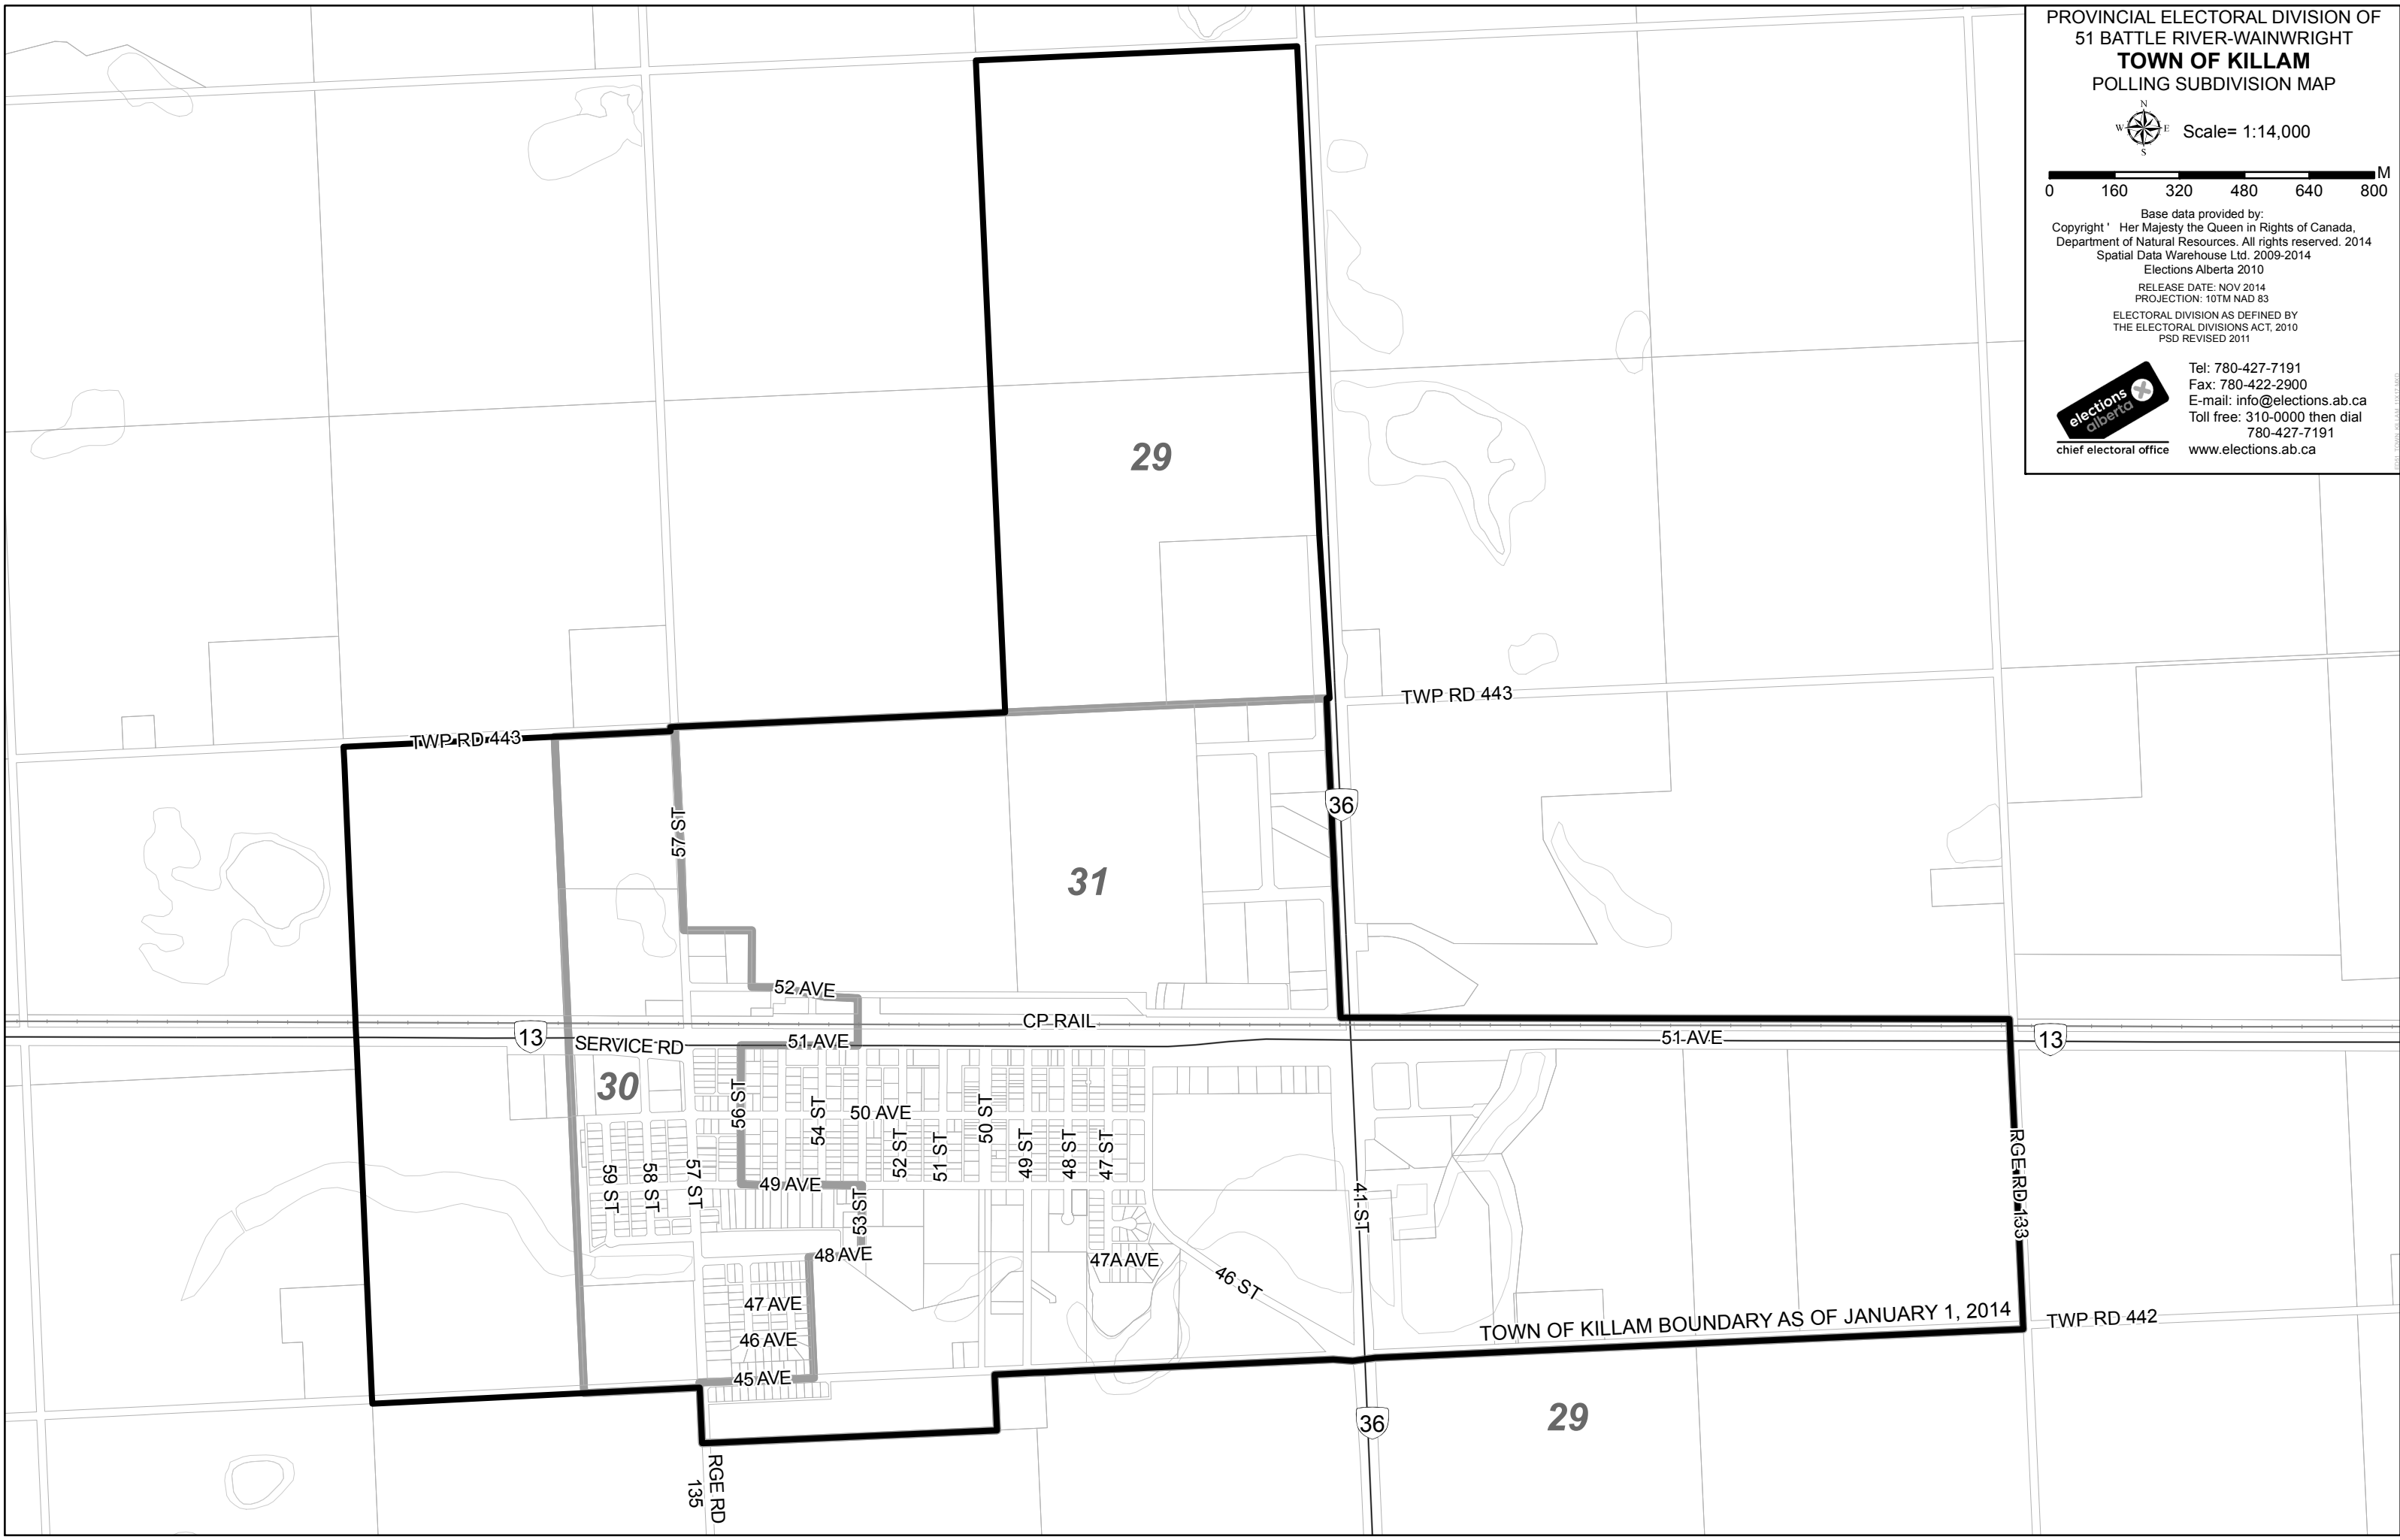 PROVINCIAL ELECTORAL DIVISION OF
51 BATTLE RIVER-WAINWRIGHT
TOWN OF KILLAM
POLLING SUBDIVISION MAP
N
W E
S
Scale= 1:14,000
M
0 160 320 480 640 800
Base data provided by:
Copyright ' Her Majesty the Queen in Rights of Canada,
Department of Natural Resources. All rights reserved. 2014
Spatial Data Warehouse Ltd. 2009-2014
Elections Alberta 2010
RELEASE DATE: NOV 2014
PROJECTION: 10TM NAD 83
ELECTORAL DIVISION AS DEFINED BY
THE ELECTORAL DIVISIONS ACT, 2010
PSD REVISED 2011
elections
alberta
chief electoral office
Tel: 780-427-7191
Fax: 780-422-2900
E-mail: info@elections.ab.ca
Toll free: 310-0000 then dial
780-427-7191
www.elections.ab.ca
29
TWP RD 443
TWP RD 443
36
57 ST
31
52 AVE
CP RAIL
13
SERVICE RD
51 AVE
51 AVE
13
30
56 ST
54 ST
50 AVE
52 ST
51 ST
50 ST
49 ST
48 ST
47 ST
59 ST
58 ST
57 ST
49 AVE
53 ST
41 ST
RGE RD 133
48 AVE
47A AVE
46 ST
47 AVE
46 AVE
45 AVE
TOWN OF KILLAM BOUNDARY AS OF JANUARY 1, 2014
TWP RD 442
36
29
RGE RD
135